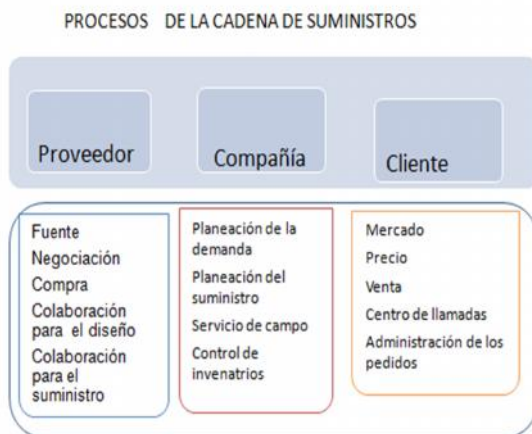 PROCESOS DE LA CADENA DE SUMINISTROS
Proveedor
Compañía
Cliente
Fuente
Negociación
Compra
Colaboración
para el diseño
Colaboración
para el
suministro
Planeación de la
demanda
Planeación del
suministro
Servicio de campo
Control de
invenatrios
Mercado
Precio
Venta
Centro de llamadas
Administración de los
pedidos